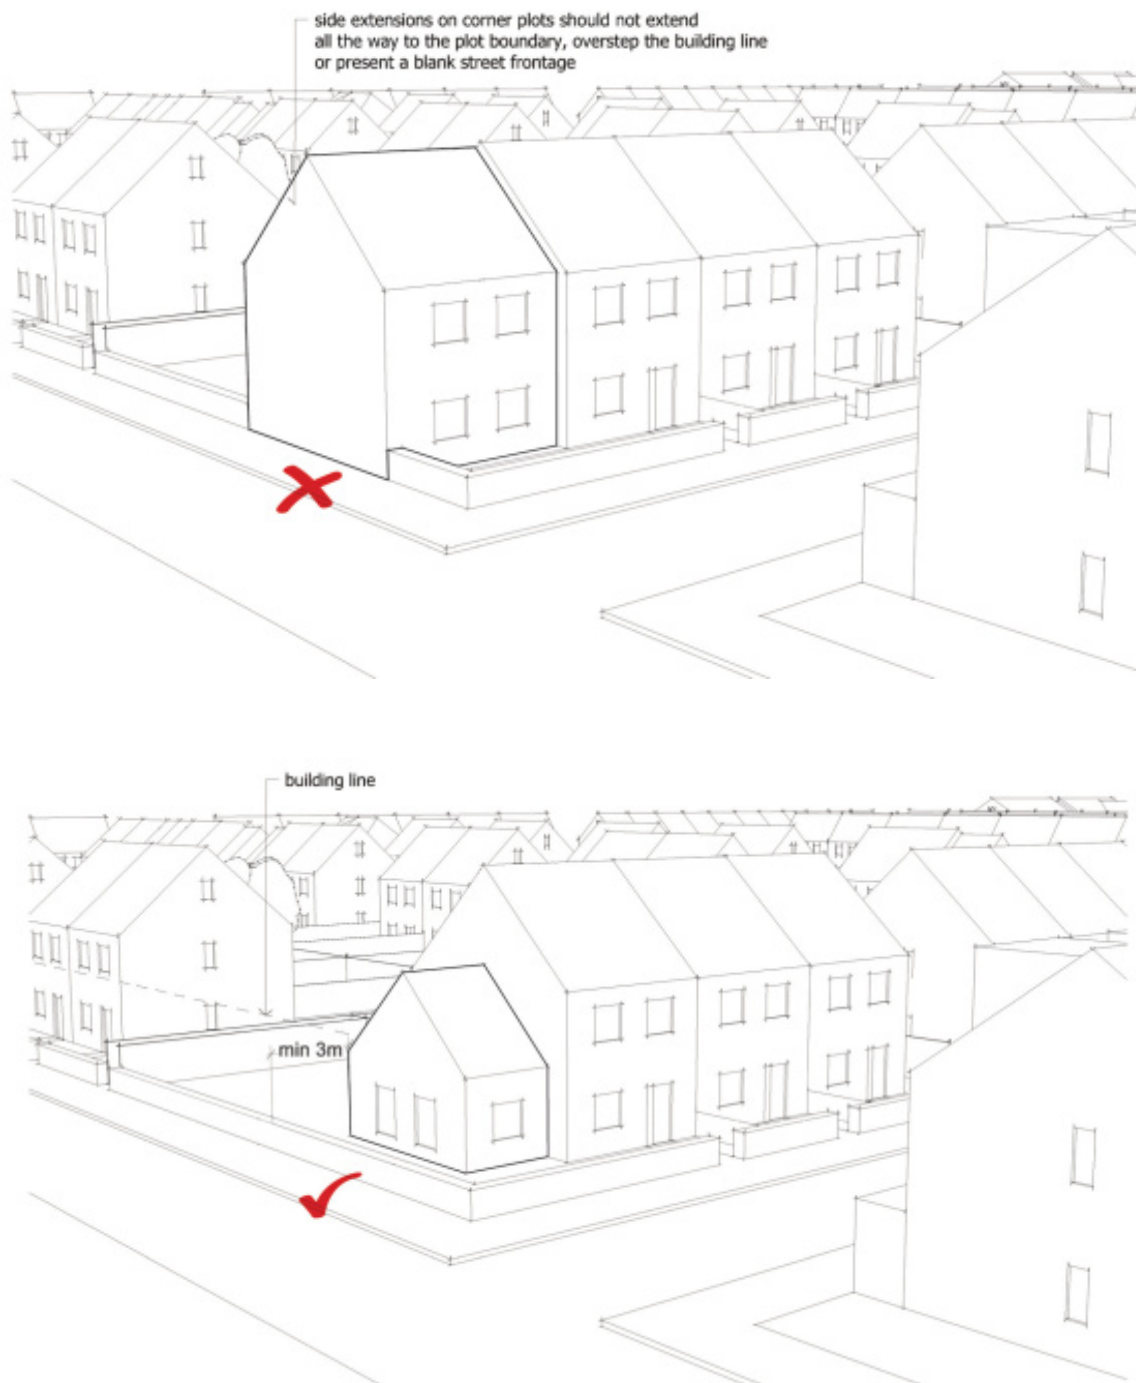 side extensions on corner plots should not extend
all the way to the plot boundary, overstep the building line
or present a blank street frontage
building line
min 3m